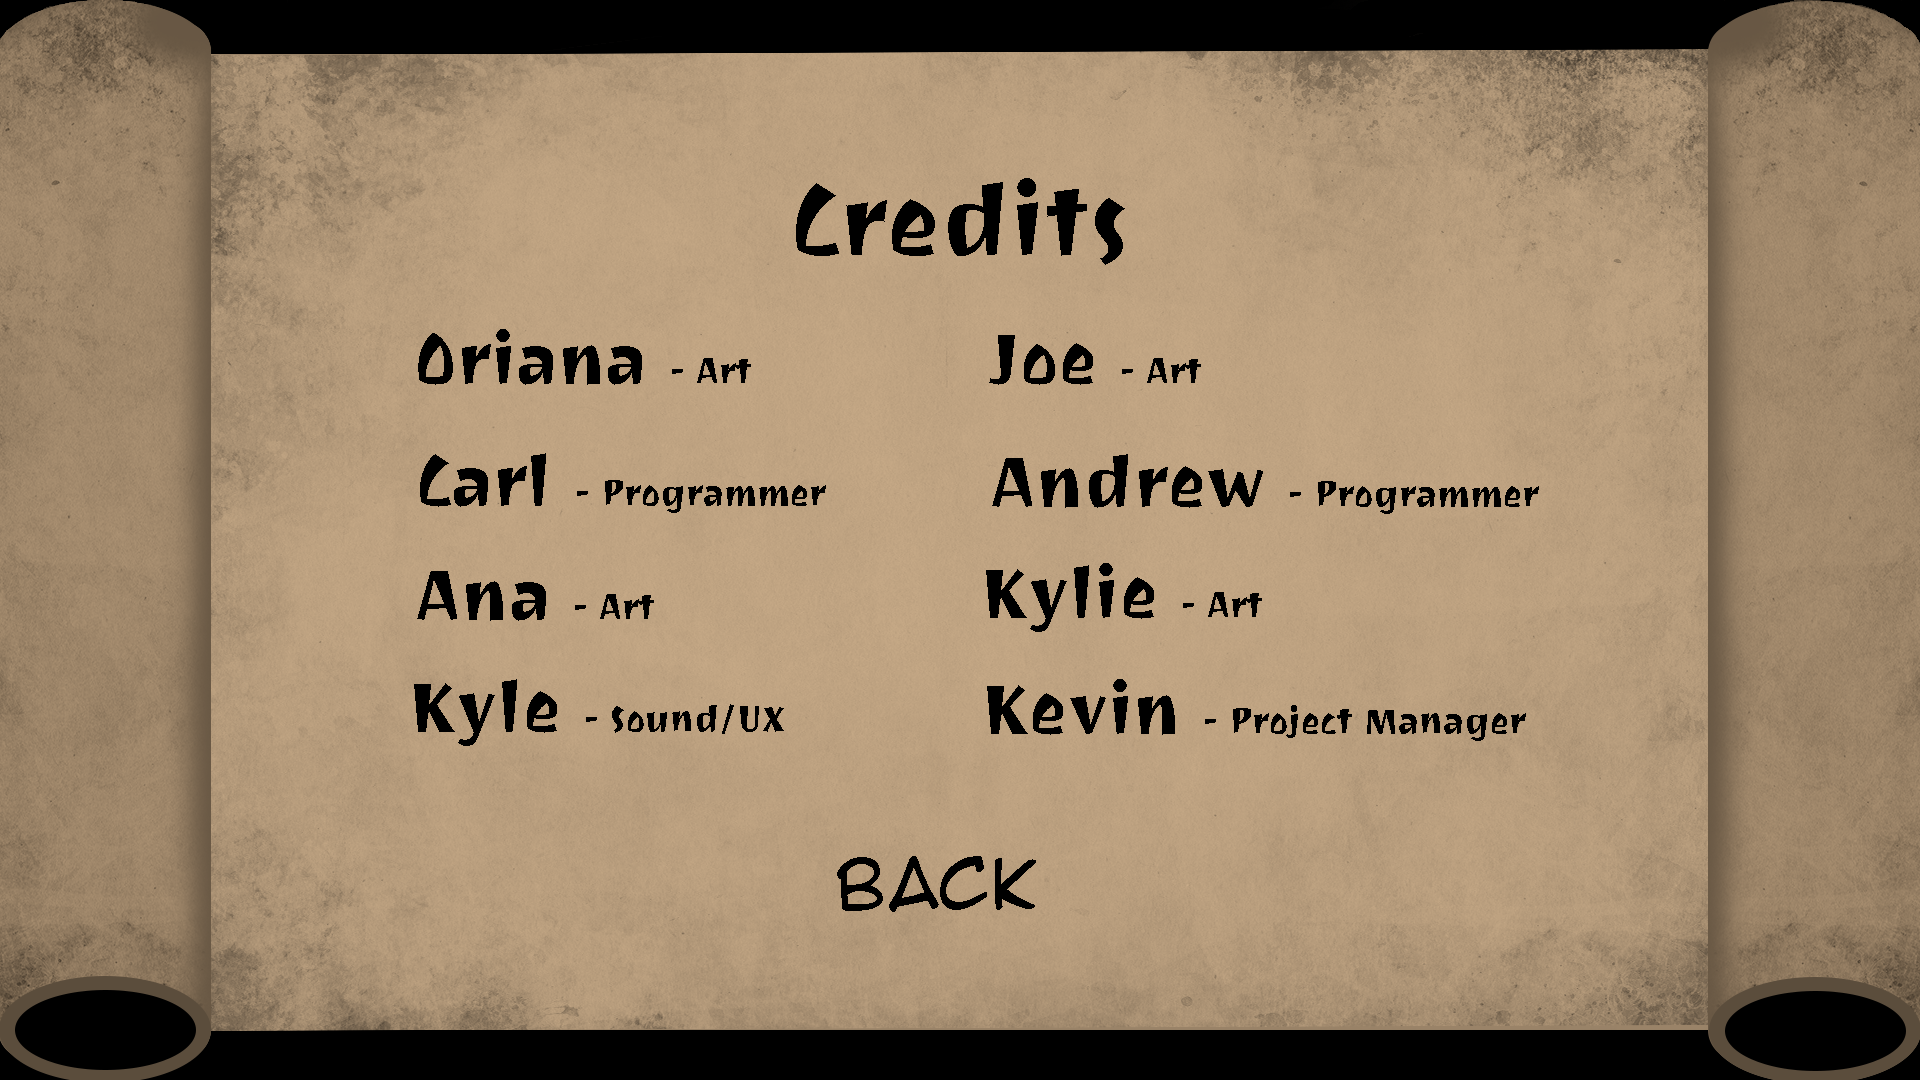 Credits
Oriana - Art
Joe - Art
Carl - Programmer
Andrew - Programmer
Ana - Art
Kylie - Art
Kyle - Sound/UX
Kevin - Project Manager
BACK